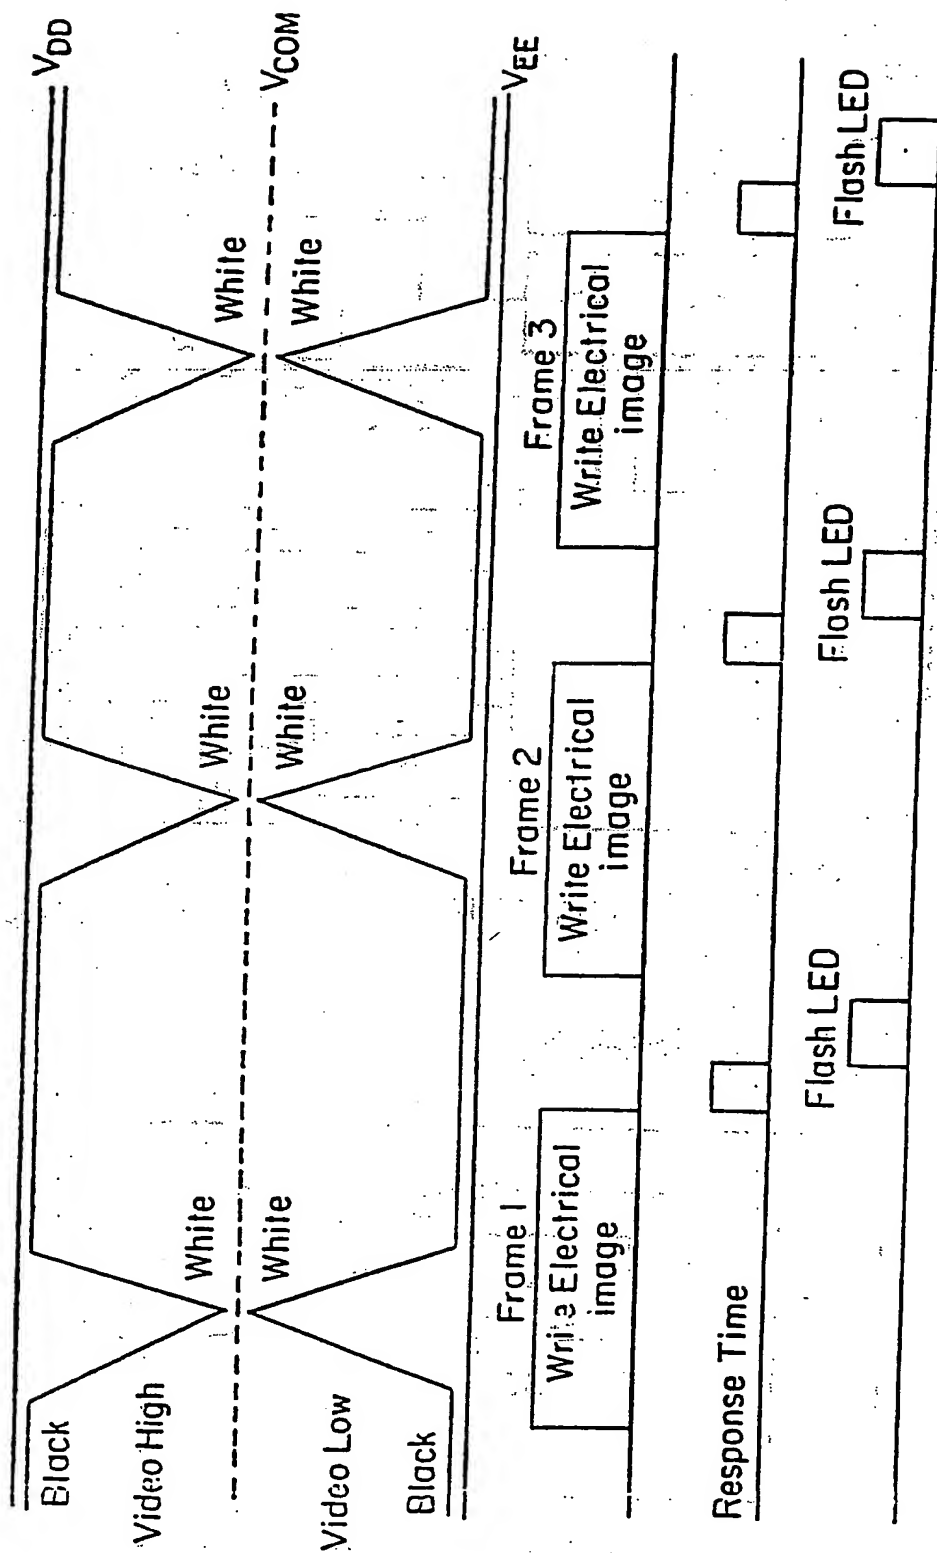 VDD
Black
White
White
White
Video High
VCOM
Video Low
White
White
White
Black
VEE
Frame 1
Frame 2
Frame 3
Write Electrical
image
Write Electrical
image
Write Electrical
image
Response Time
Flash LED
Flash LED
Flash LED